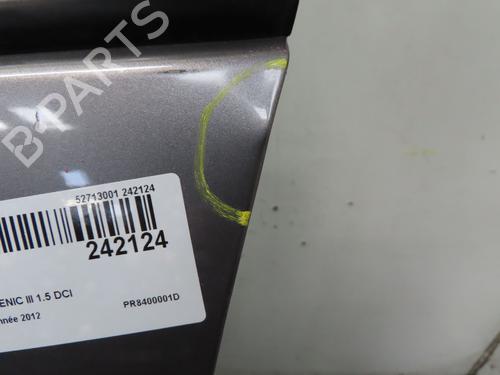 B-PARTS
52713001 242124
242124
ENIC III 1.5 DCI
nnée 2012
PR8400001D